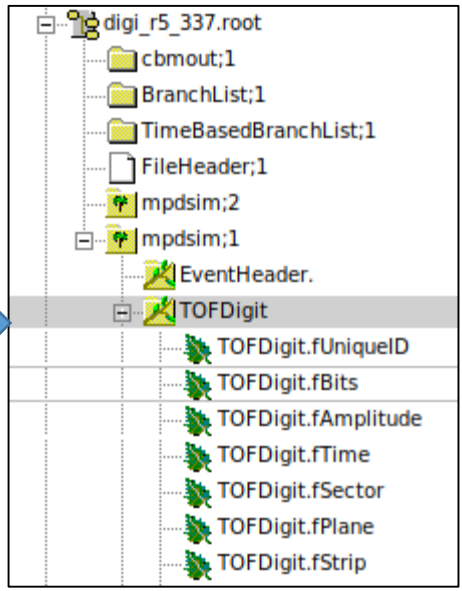 digi_r5_337.root
cbmout;1
BranchList;1
TimeBasedBranchList;1
FileHeader;1
mpdsim;2
mpdsim;1
EventHeader.
TOFDigit
TOFDigit.fUniqueID
TOFDigit.fBits
TOFDigit.fAmplitude
TOFDigit.fTime
TOFDigit.fSector
TOFDigit.fPlane
TOFDigit.fStrip